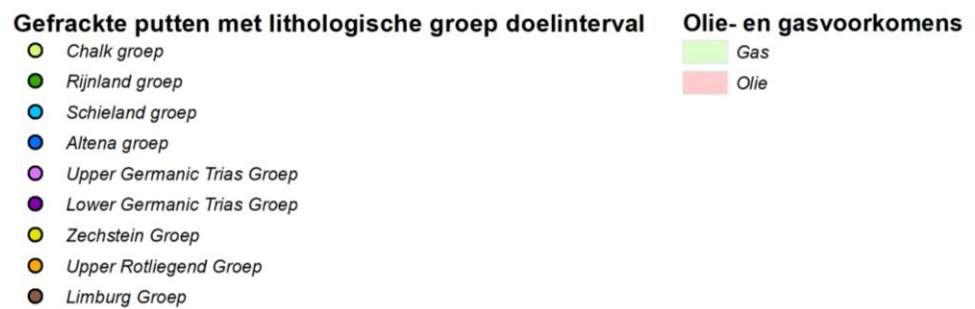 Gefrackte putten met lithologische groep doelinterval
Chalk groep
Rijnland groep
Schieland groep
Altena groep
Upper Germanic Trias Groep
Lower Germanic Trias Groep
Zechstein Groep
Upper Rotliegend Groep
Limburg Groep
Olie- en gasvoorkomens
Gas
Olie